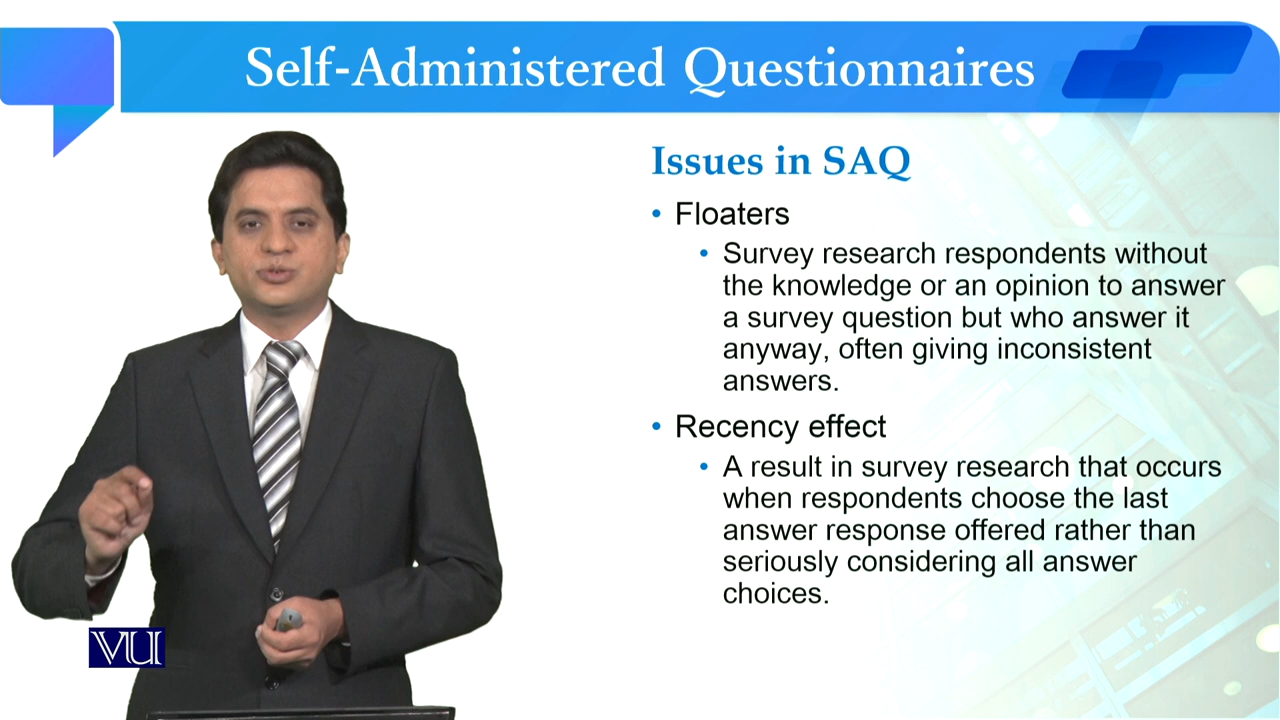 Self-Administered Questionnaires
Issues in SAQ
• Floaters
• Survey research respondents without
the knowledge or an opinion to answer
a survey question but who answer it
anyway, often giving inconsistent
answers.
• Recency effect
• A result in survey research that occurs
when respondents choose the last
answer response offered rather than
seriously considering all answer
choices.
VU